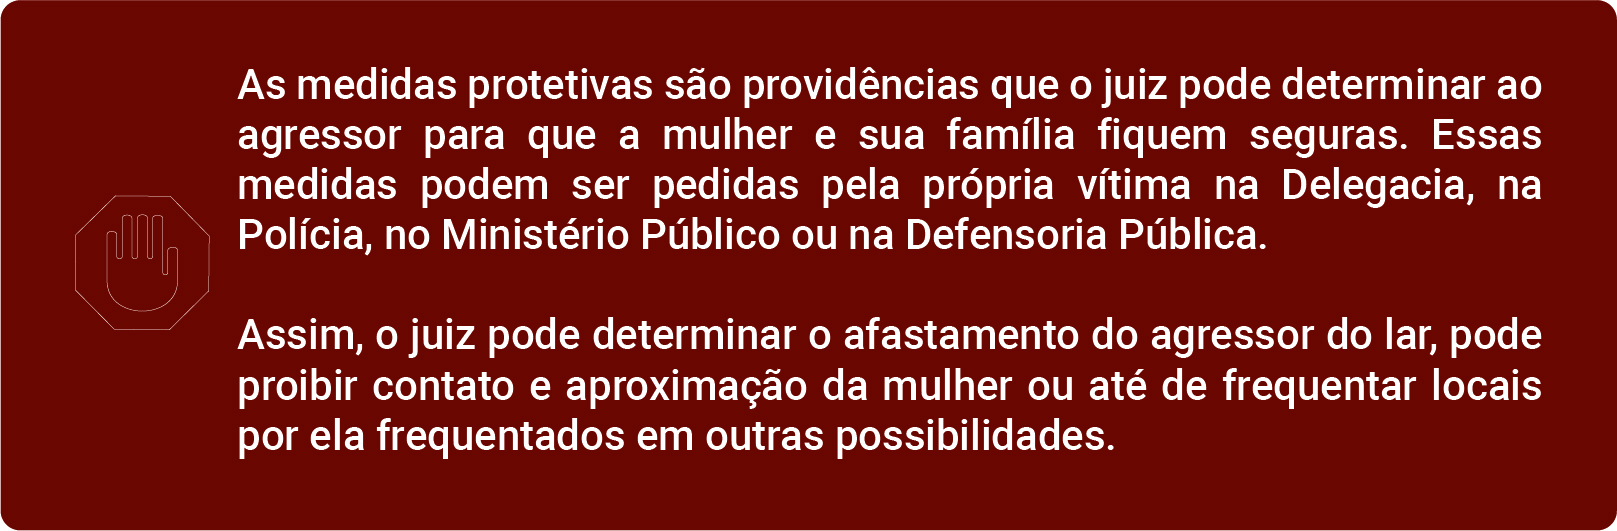 As medidas protetivas são providências que o juiz pode determinar ao
agressor para que a mulher e sua família fiquem seguras. Essas
medidas podem ser pedidas pela própria vítima na Delegacia, na
Polícia, no Ministério Público ou na Defensoria Pública.
Assim, o juiz pode determinar o afastamento do agressor do lar, pode
proibir contato e aproximação da mulher ou até de frequentar locais
por ela frequentados em outras possibilidades.